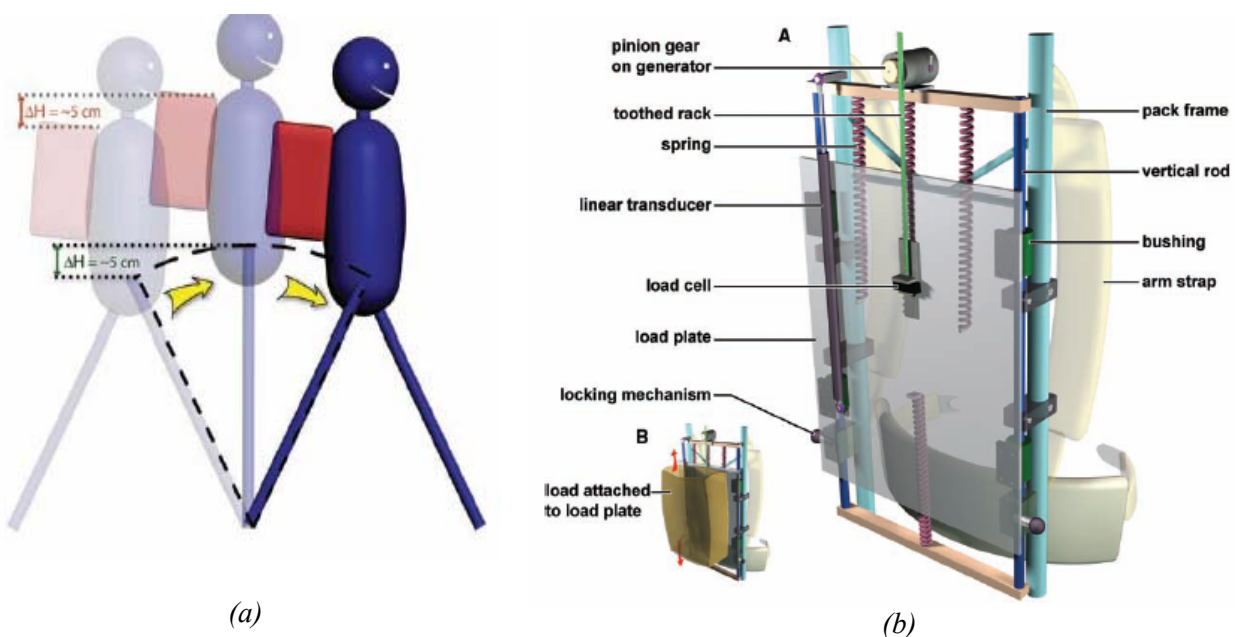 ΔH = ~5 cm
ΔH = ~5 cm
(a)
A
pinion gear
on generator
toothed rack
spring
linear transducer
load cell
load plate
locking mechanism
B
load attached
to load plate
pack frame
vertical rod
bushing
arm strap
(b)